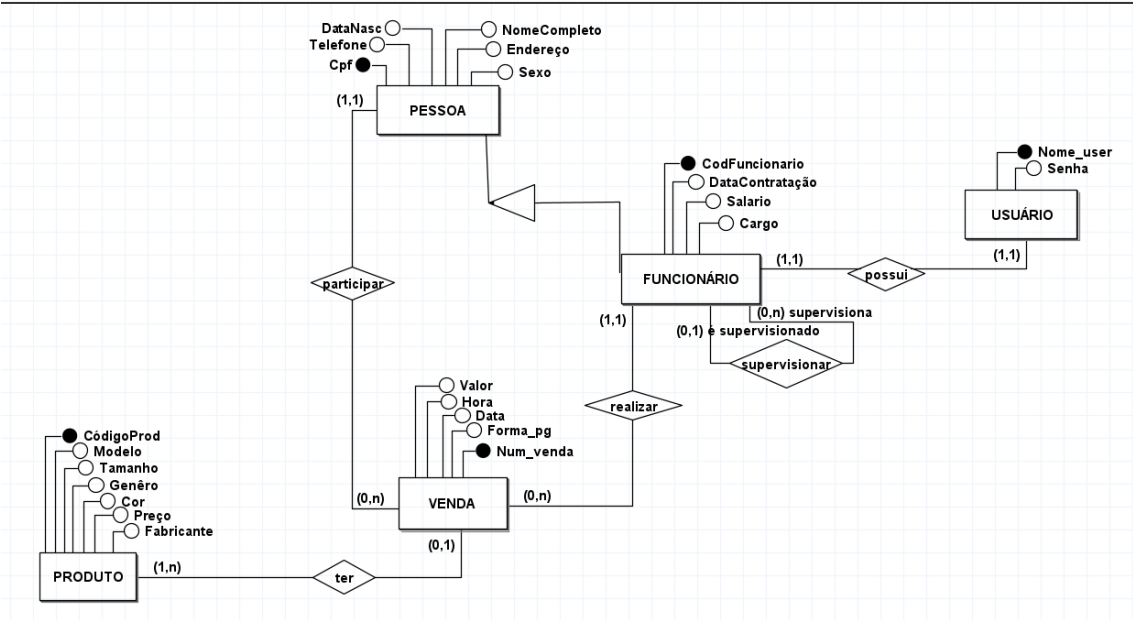 DataNasc
NomeCompleto
Telefone
Endereço
Cpf
Sexo
(1,1)
PESSOA
CodFuncionario
DataContratação
Salario
Cargo
Nome_user
Senha
USUÁRIO
FUNCIONÁRIO
(1,1)
possui
(1,1)
participar
(1,1)
(0,n) supervisiona
(0,1) é supervisionado
supervisionar
realizar
Valor
Hora
Data
Forma_pg
Num_venda
CódigoProd
Modelo
Tamanho
Genêro
Cor
Preço
Fabricante
(0,n)
VENDA
(0,n)
(0,1)
PRODUTO
(1,n)
ter